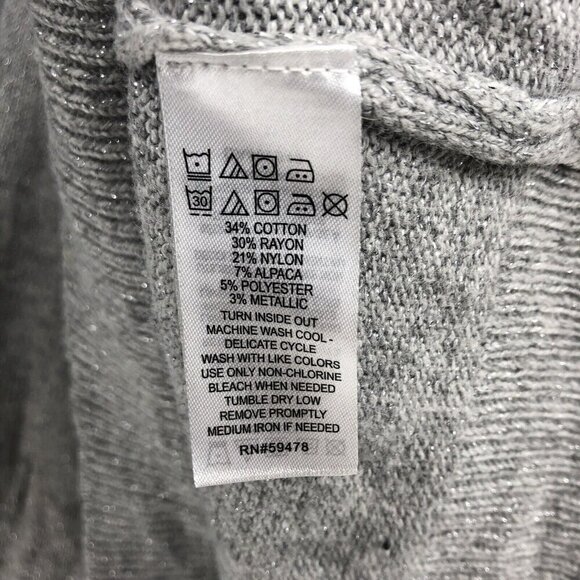 30
34% COTTON
30% RAYON
21% NYLON
7% ALPACA
5% POLYESTER
3% METALLIC
TURN INSIDE OUT
MACHINE WASH COOL -
DELICATE CYCLE
WASH WITH LIKE COLORS
USE ONLY NON-CHLORINE
BLEACH WHEN NEEDED
TUMBLE DRY LOW
REMOVE PROMPTLY
MEDIUM IRON IF NEEDED
RN#59478